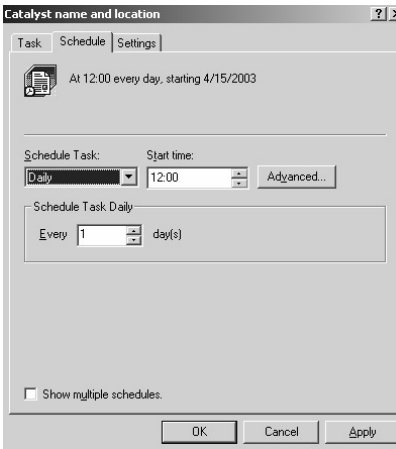 Catalyst name and location
Task Schedule Settings
At 12:00 every day, starting 4/15/2003
Schedule Task: Start time:
Daily 12:00 Advanced...
Schedule Task Daily
Every 1 day(s)
Show multiple schedules.
OK Cancel Apply